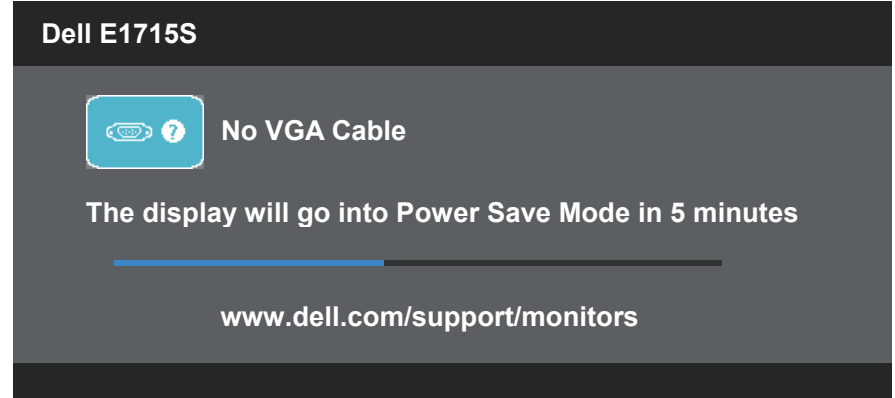 Dell E1715S
?
No VGA Cable
The display will go into Power Save Mode in 5 minutes
www.dell.com/support/monitors